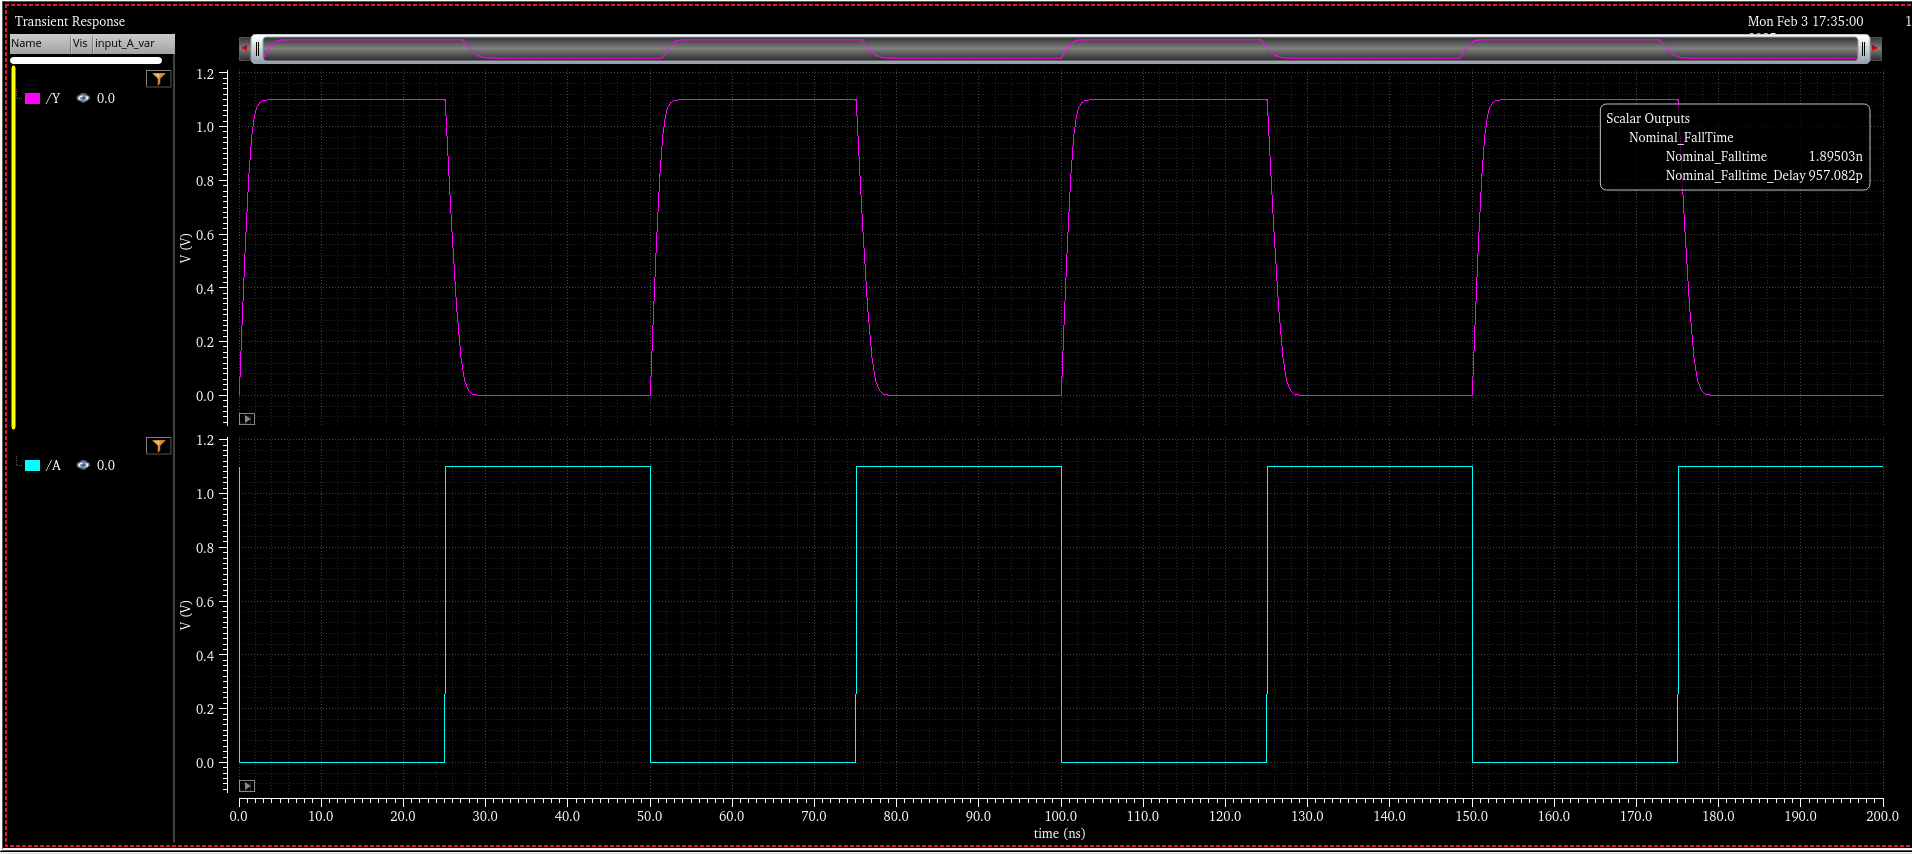 Transient Response
Mon Feb 3 17:35:00
1
Name Vis input_A_var
/Y 0.0
1.2
1.0
0.8
0.6
0.4
0.2
0.0
V (V)
Scalar Outputs
Nominal_FallTime
Nominal_Falltime 1.89503n
Nominal_Falltime_Delay 957.082p
/A 0.0
1.2
1.0
0.8
0.6
0.4
0.2
0.0
V (V)
0.0 10.0 20.0 30.0 40.0 50.0 60.0 70.0 80.0 90.0 100.0 110.0 120.0 130.0 140.0 150.0 160.0 170.0 180.0 190.0 200.0
time (ns)